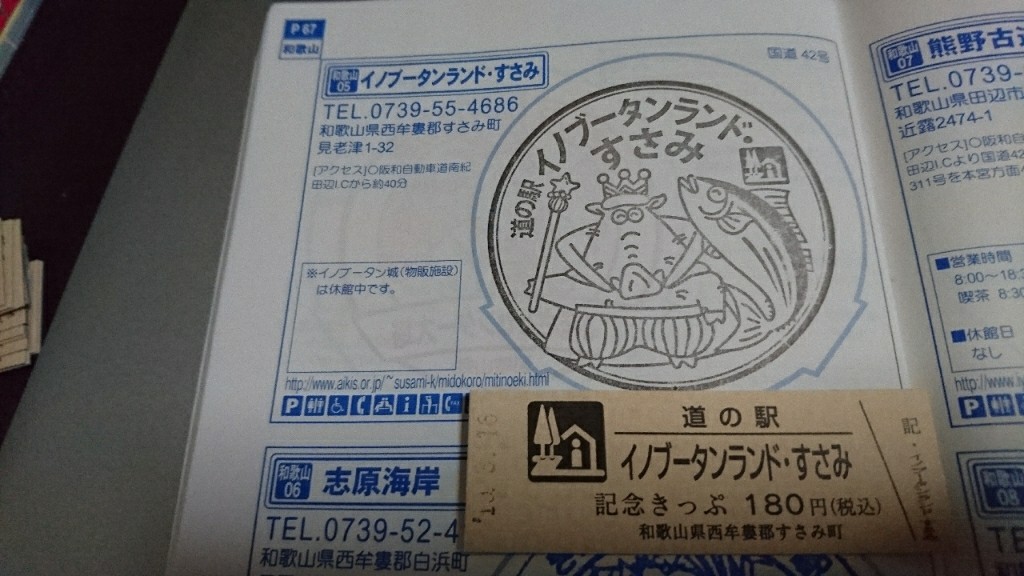 P 67
和歌山
国道 42号
和歌山
05
イノブータンランド・すさみ
TEL.0739-55-4686
和歌山県西牟婁郡すさみ町
見老津1-32
[アクセス]〇阪和自動車道南紀
田辺I.Cから約40分
※イノブータン城(物販施設)
は休館中です。
http://www.aikis.or.jp/~susami-k/midokoro/mitinoeki.html
道の駅
イノブータンランド・
すさみ
和歌山
06
志原海岸
TEL.0739-52-4
和歌山県西牟婁郡白浜町
和歌山
07
熊野古
TEL.0739-
和歌山県田辺市
近露2474-1
[アクセス]〇阪和
田辺I.Cより国道42
311号を本宮方面
■営業時間
8:00～18:
喫茶 8:30
■休館日
なし
http://www
08
道の駅
イノブータンランド・すさみ
記念きっぷ 180円(税込)
和歌山県西牟婁郡すさみ町